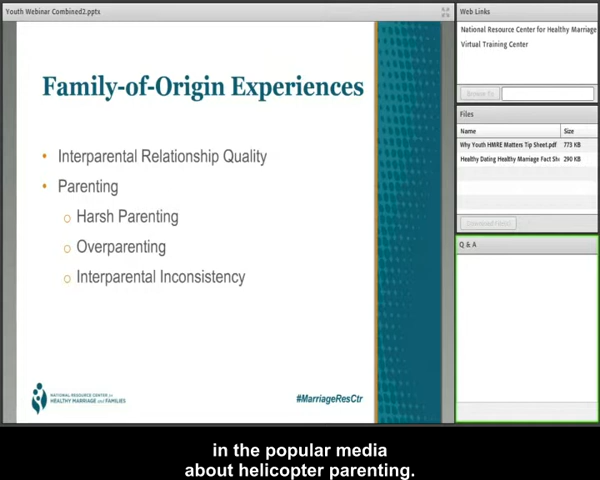 Youth Webinar Combined2.pptx
Family-of-Origin Experiences
• Interparental Relationship Quality
• Parenting
o Harsh Parenting
o Overparenting
o Interparental Inconsistency
NATIONAL RESOURCE CENTER for
HEALTHY MARRIAGE and FAMILIES
#MarriageResCtr
Web Links
National Resource Center for Healthy Marriage
Virtual Training Center
Browse To
Files
Name Size
Why Youth HMRE Matters Tip Sheet.pdf 773 KB
Healthy Dating Healthy Marriage Fact She 290 KB
Q & A
in the popular media
about helicopter parenting.